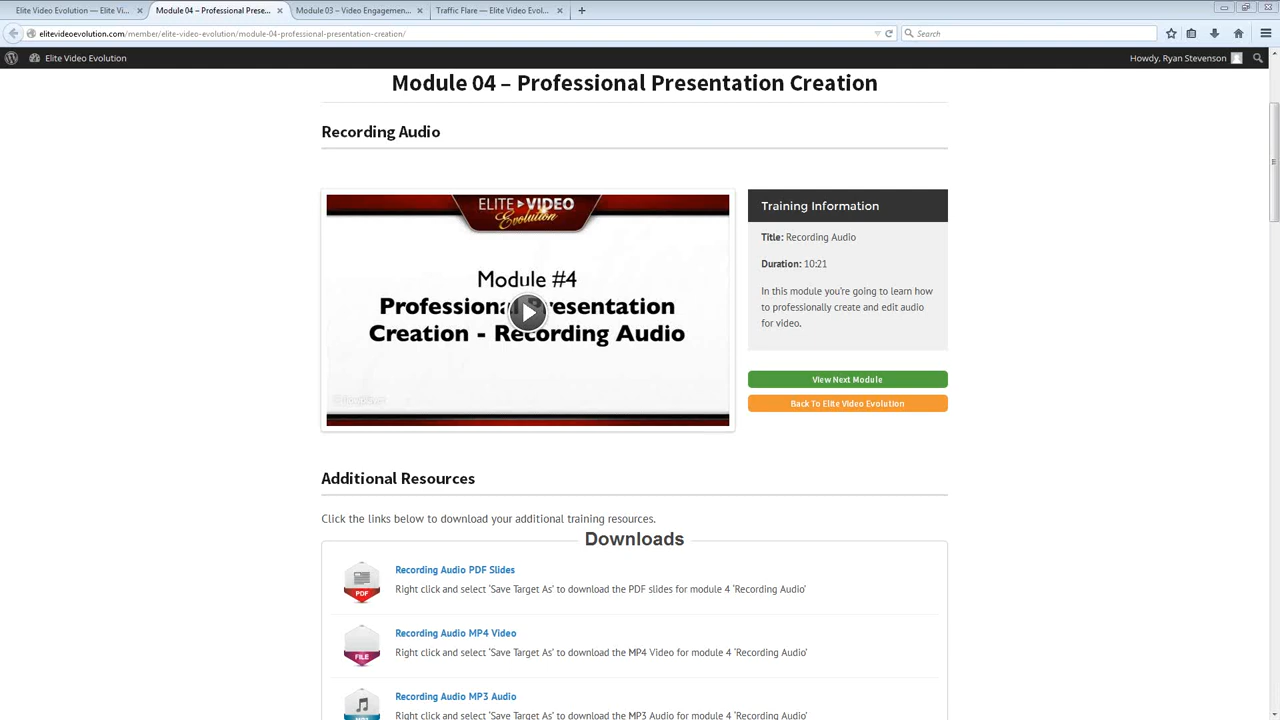 Elite Video Evolution — Elite Vi...
Module 04 – Professional Prese...
Module 03 – Video Engagemen...
Traffic Flare — Elite Video Evol...
elitevideoevolution.com/member/elite-video-evolution/module-04-professional-presentation-creation/
Search
Elite Video Evolution
Howdy, Ryan Stevenson
Module 04 – Professional Presentation Creation
Recording Audio
ELITE VIDEO
Evolution
Module #4
Professional Presentation
Creation - Recording Audio
Training Information
Title: Recording Audio
Duration: 10:21
In this module you're going to learn how
to professionally create and edit audio
for video.
View Next Module
Back To Elite Video Evolution
Additional Resources
Click the links below to download your additional training resources.
Downloads
PDF
Recording Audio PDF Slides
Right click and select 'Save Target As' to download the PDF slides for module 4 'Recording Audio'
FILE
Recording Audio MP4 Video
Right click and select 'Save Target As' to download the MP4 Video for module 4 'Recording Audio'
Recording Audio MP3 Audio
Right click and select 'Save Target As' to download the MP3 Audio for module 4 'Recording Audio'